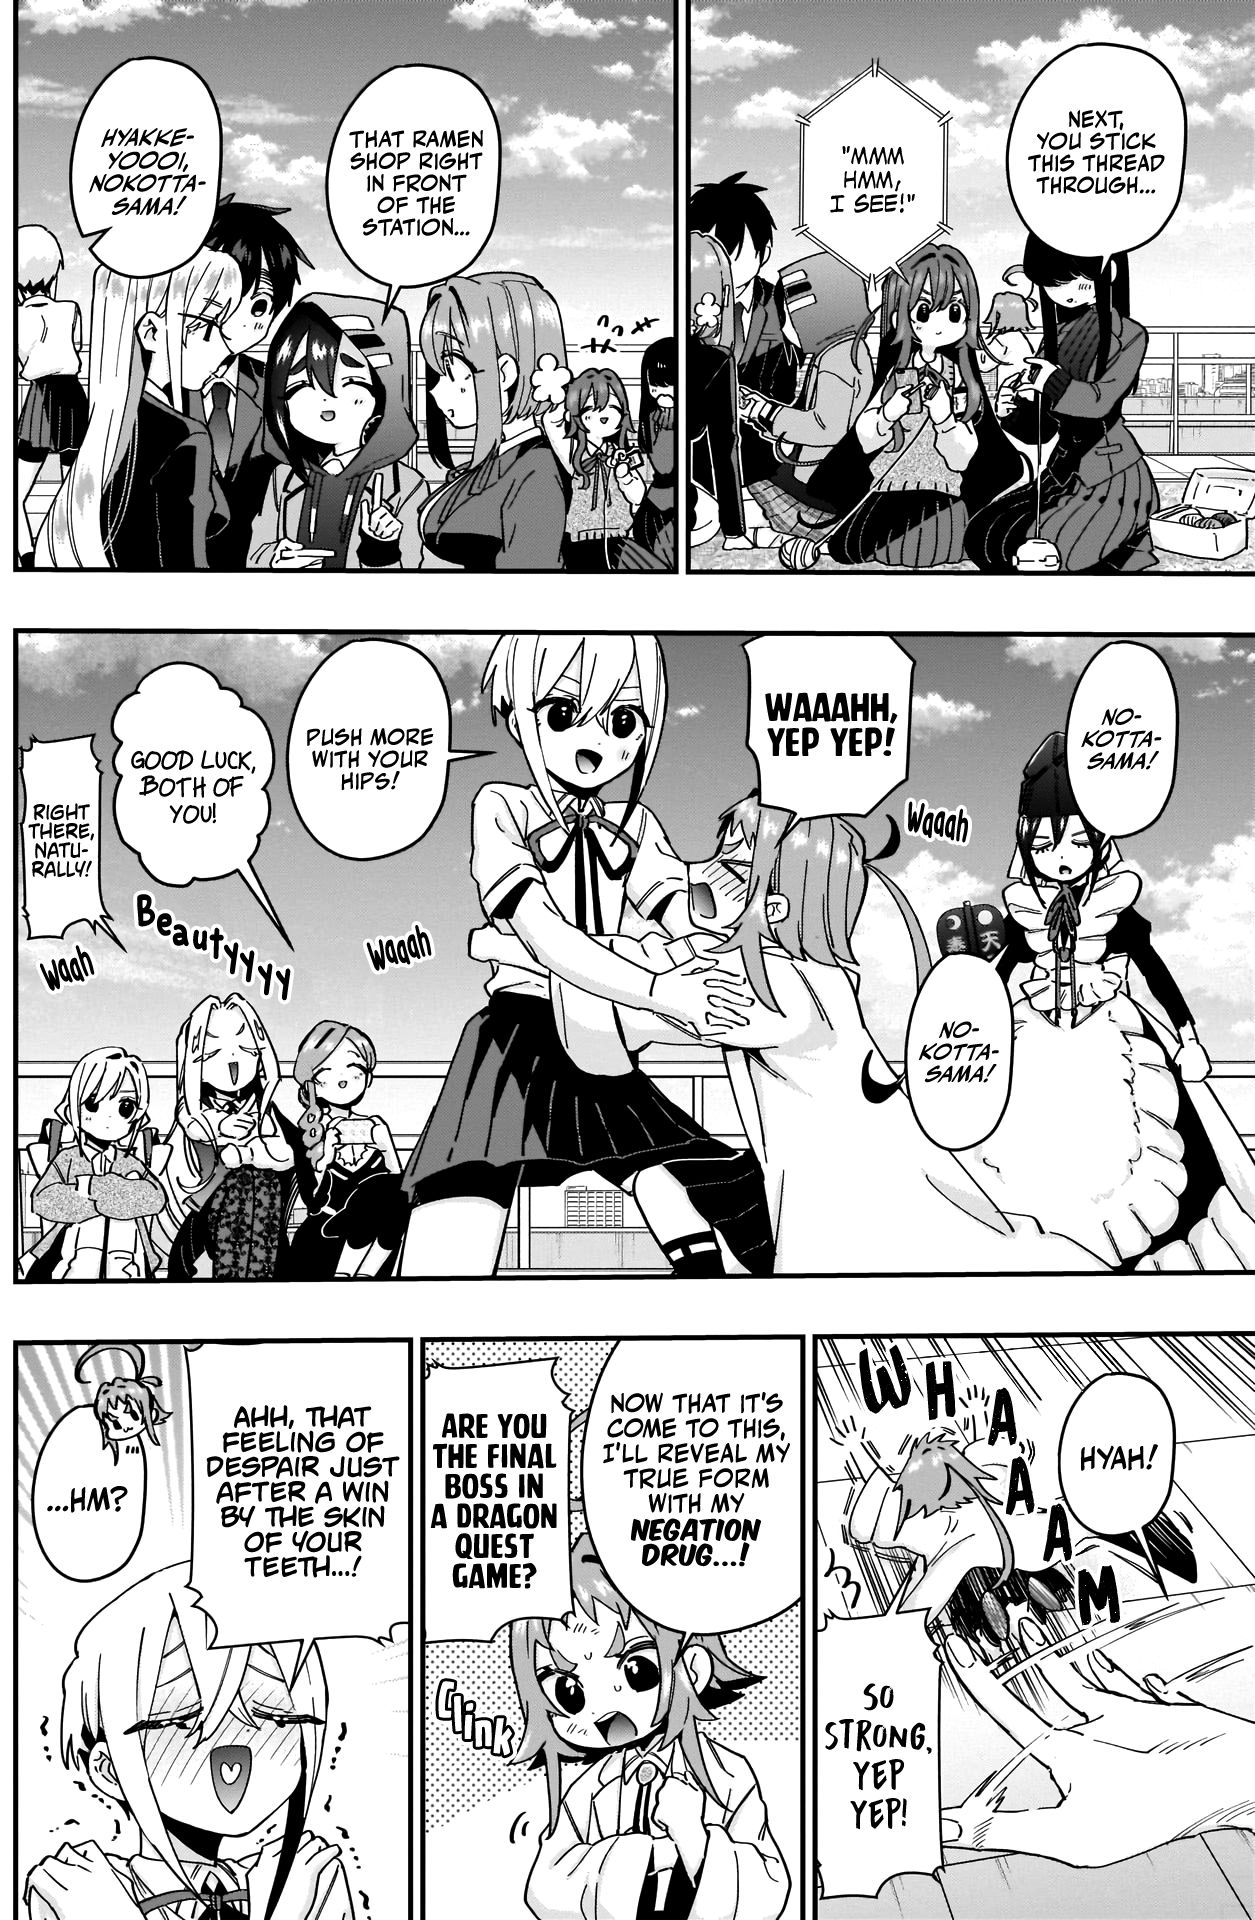 NEXT,
YOU STICK
THIS THREAD
THROUGH...
"MMM
HMM,
I SEE!"
THAT RAMEN
SHOP RIGHT
IN FRONT
OF THE
STATION...
HYAKKE-
YOOOI,
NOKOTTA-
SAMA!
NO-
KOTTA-
SAMA!
WAAAHH,
YEP YEP!
Waaah
天
奉
NO-
KOTTA-
SAMA!
PUSH MORE
WITH YOUR
HIPS!
Waaah
GOOD LUCK,
BOTH OF
YOU!
Beautyyyy
RIGHT
THERE,
NATU-
RALLY!
Waah
HYAH!
WHAAAM
SO
STRONG,
YEP
YEP!
NOW THAT IT'S
COME TO THIS,
I'LL REVEAL MY
TRUE FORM
WITH MY
NEGATION
DRUG...!
ARE YOU
THE FINAL
BOSS IN
A DRAGON
QUEST
GAME?
Clink
AHH, THAT
FEELING OF
DESPAIR JUST
AFTER A WIN
BY THE SKIN
OF YOUR
TEETH...!
...HM?